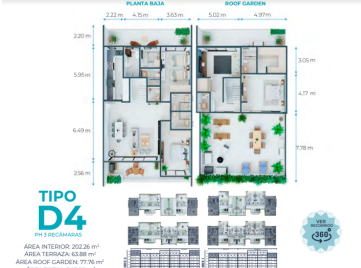 PLANTA BAJA
ROOF GARDEN
2.22 m
4.15 m
3.63 m
5.02 m
4.97 m
2.20 m
5.95 m
6.49 m
2.56 m
3.05 m
4.17 m
7.78 m
TIPO
D4
PH 3 RECÁMARAS
ÁREA INTERIOR: 202.26 m²
ÁREA TERRAZA: 63.88 m²
ÁREA ROOF GARDEN: 77.76 m²
VER
RECORRIDO
360°